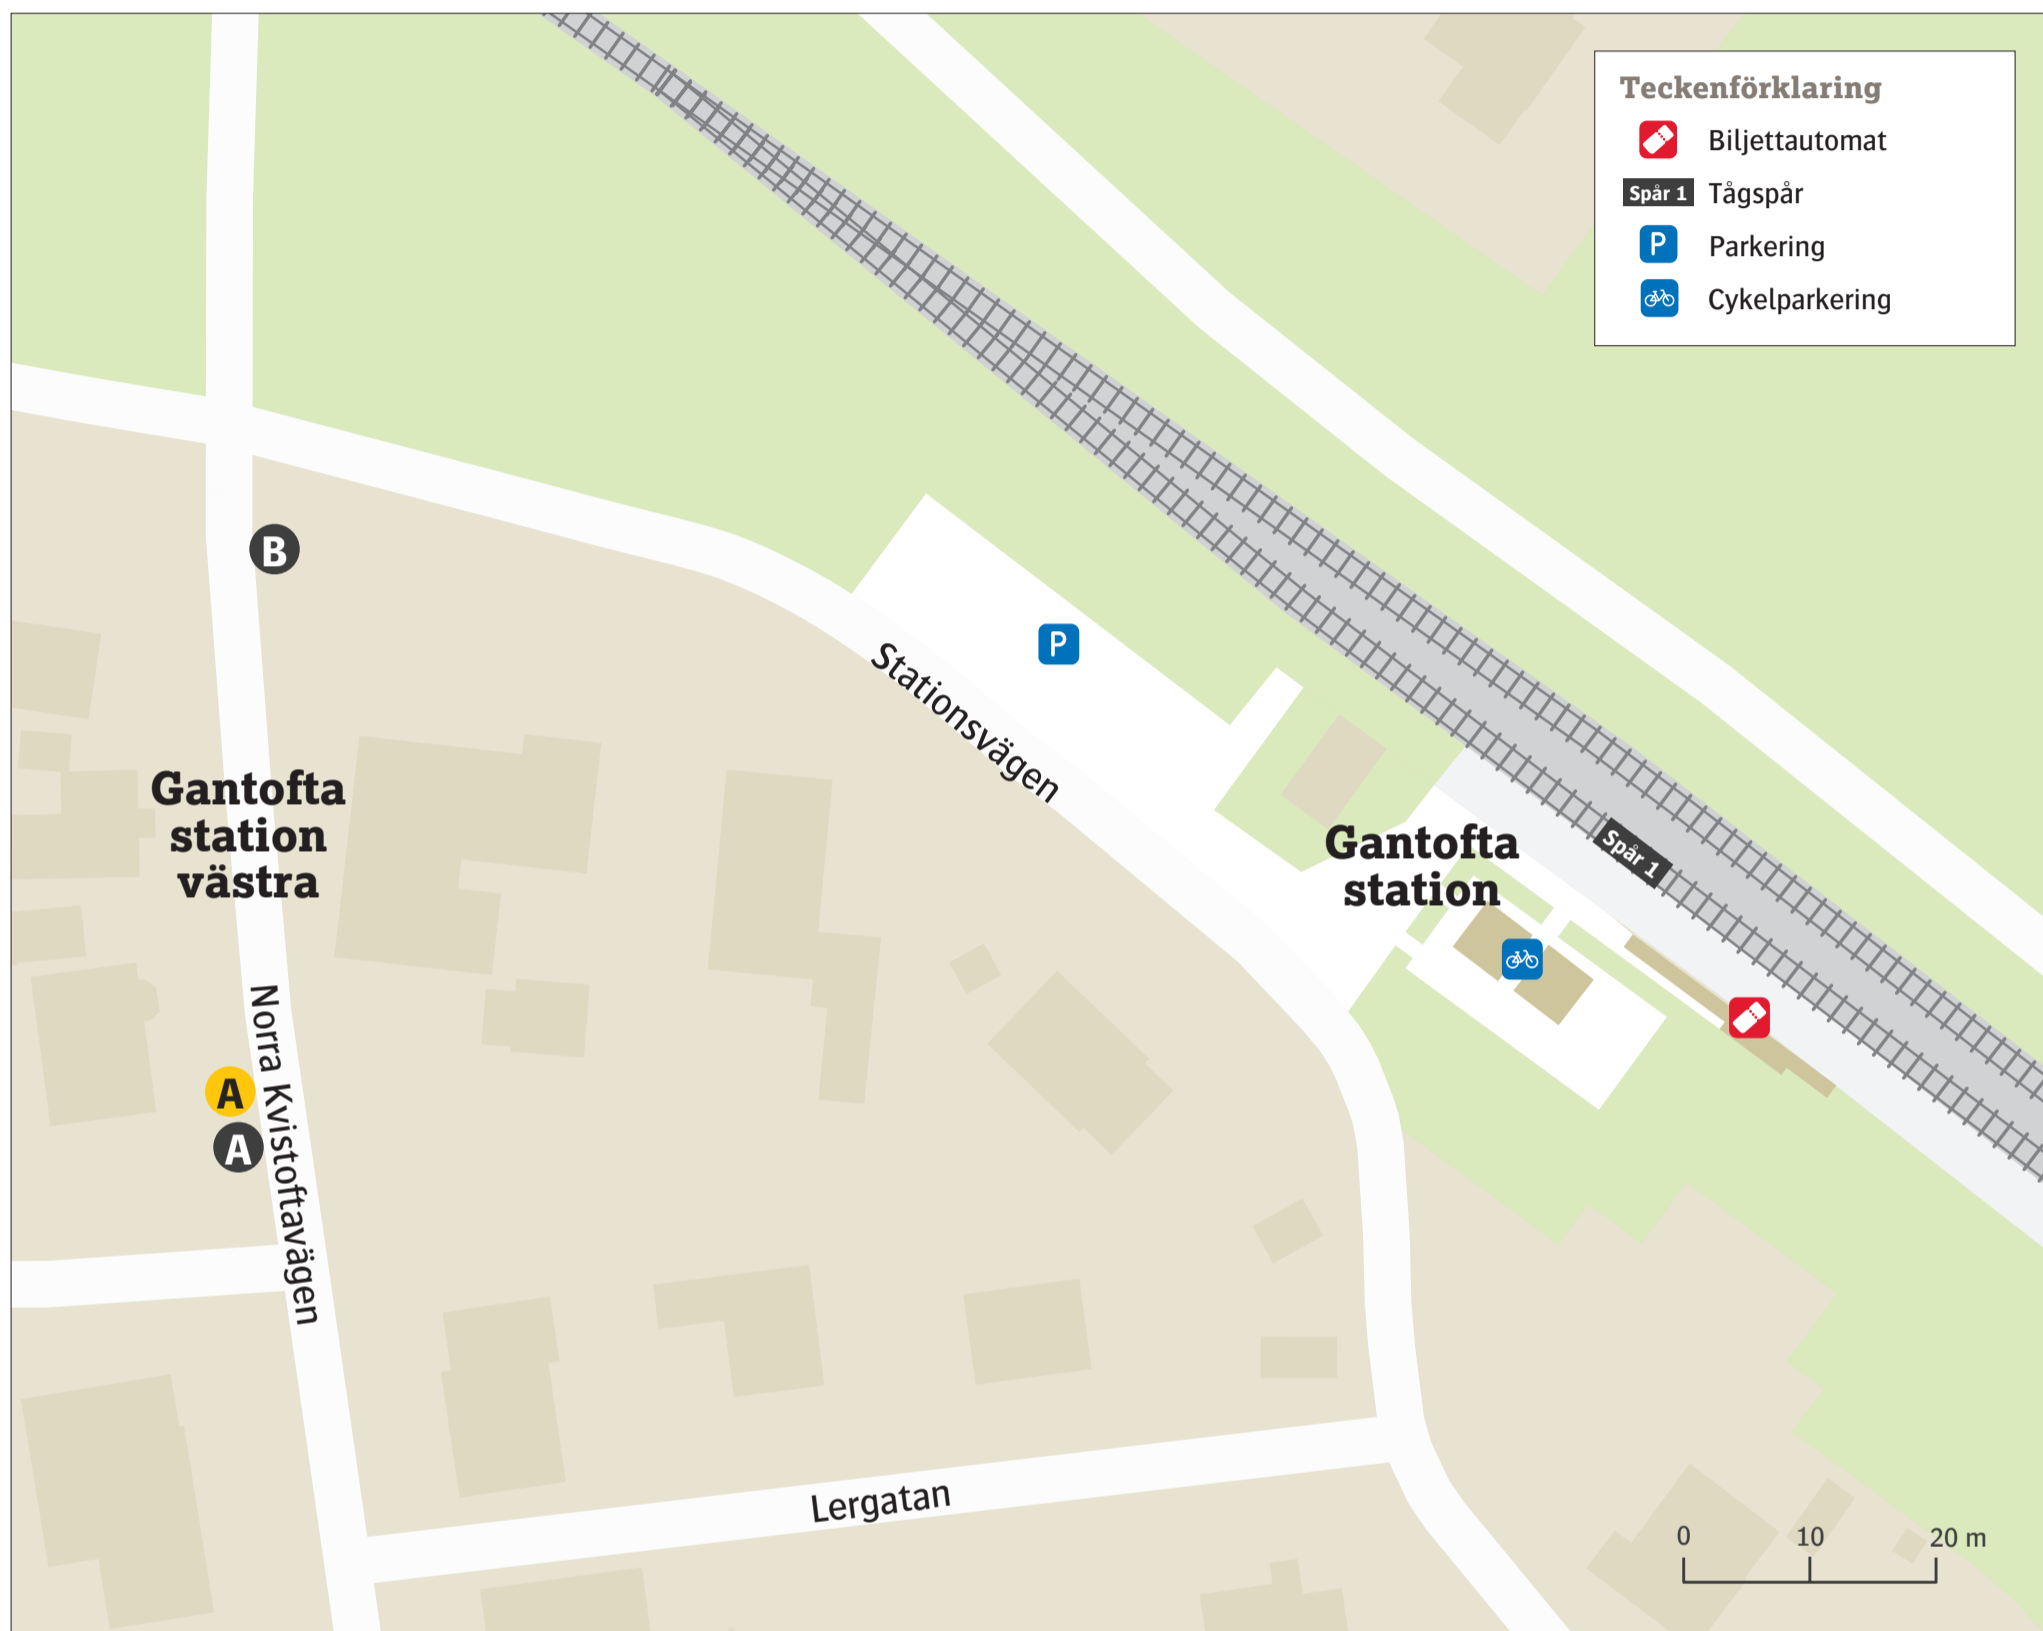 Teckenförklaring
Biljettautomat
Spår 1 Tågspår
P Parkering
Cykelparkering
B
P
Stationsvägen
Gantofta
station
västra
Gantofta
station
Spår 1
Norra Kvistoftavägen
A
A
Lergatan
0 10 20 m